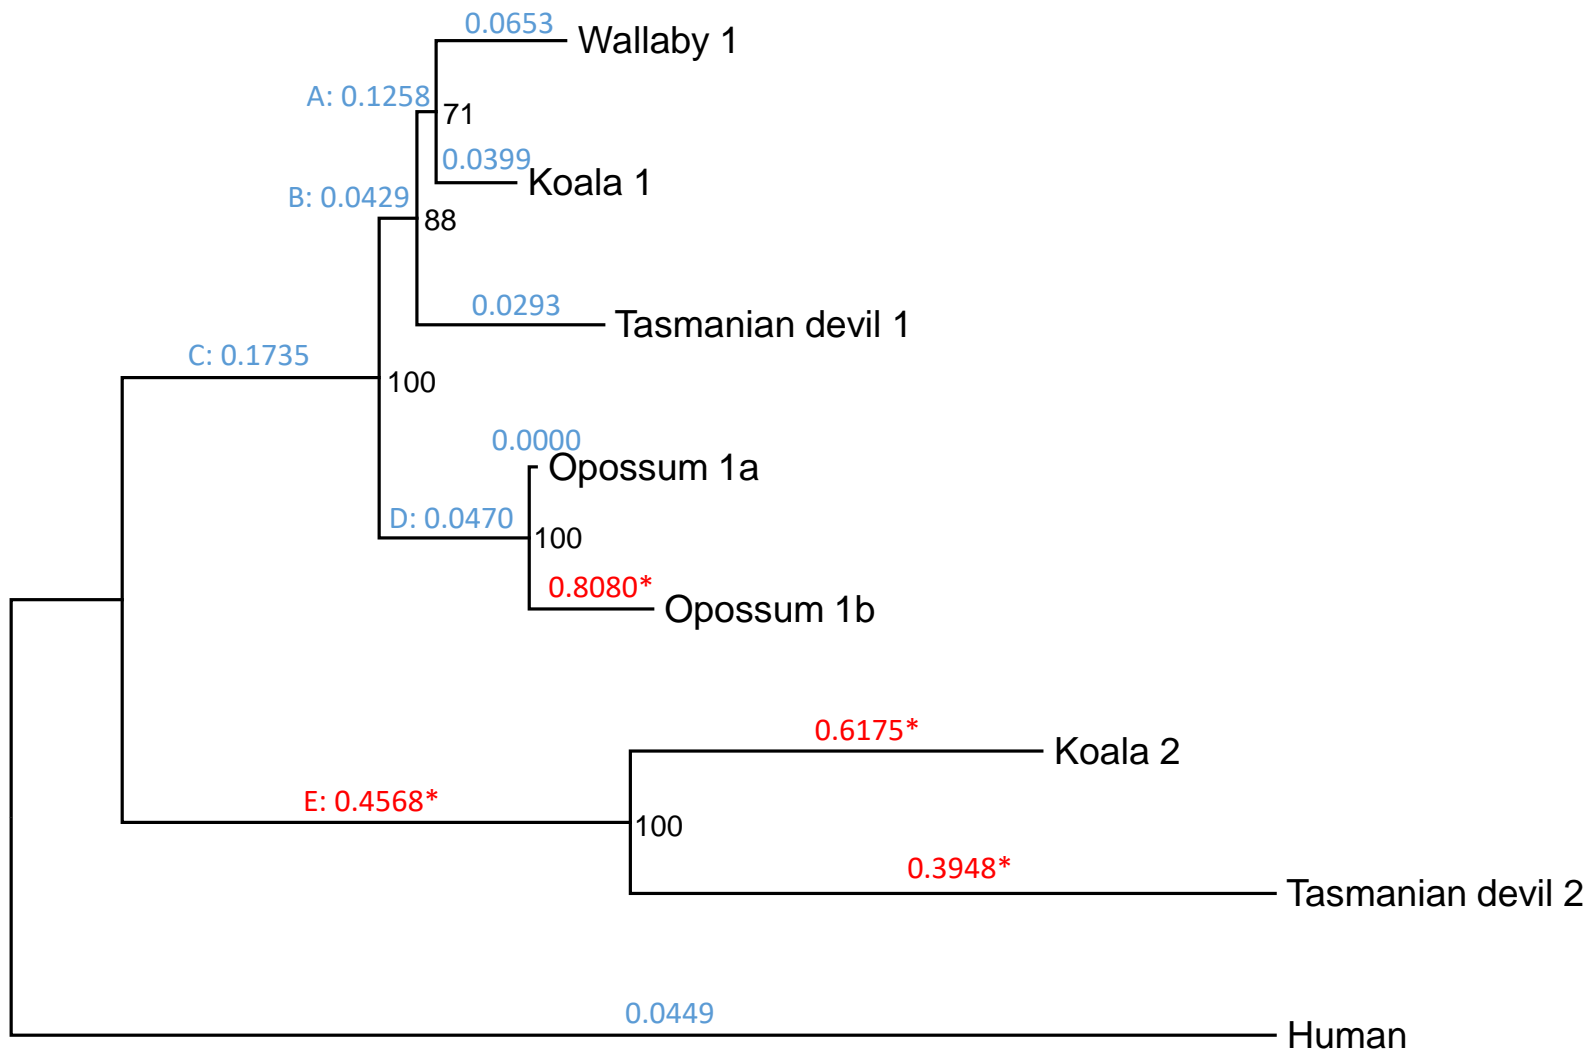 0.0653
Wallaby 1
A: 0.1258
71
0.0399
Koala 1
B: 0.0429
88
0.0293
Tasmanian devil 1
C: 0.1735
100
0.0000
Opossum 1a
D: 0.0470
100
0.8080*
Opossum 1b
0.6175*
Koala 2
E: 0.4568*
100
0.3948*
Tasmanian devil 2
0.0449
Human